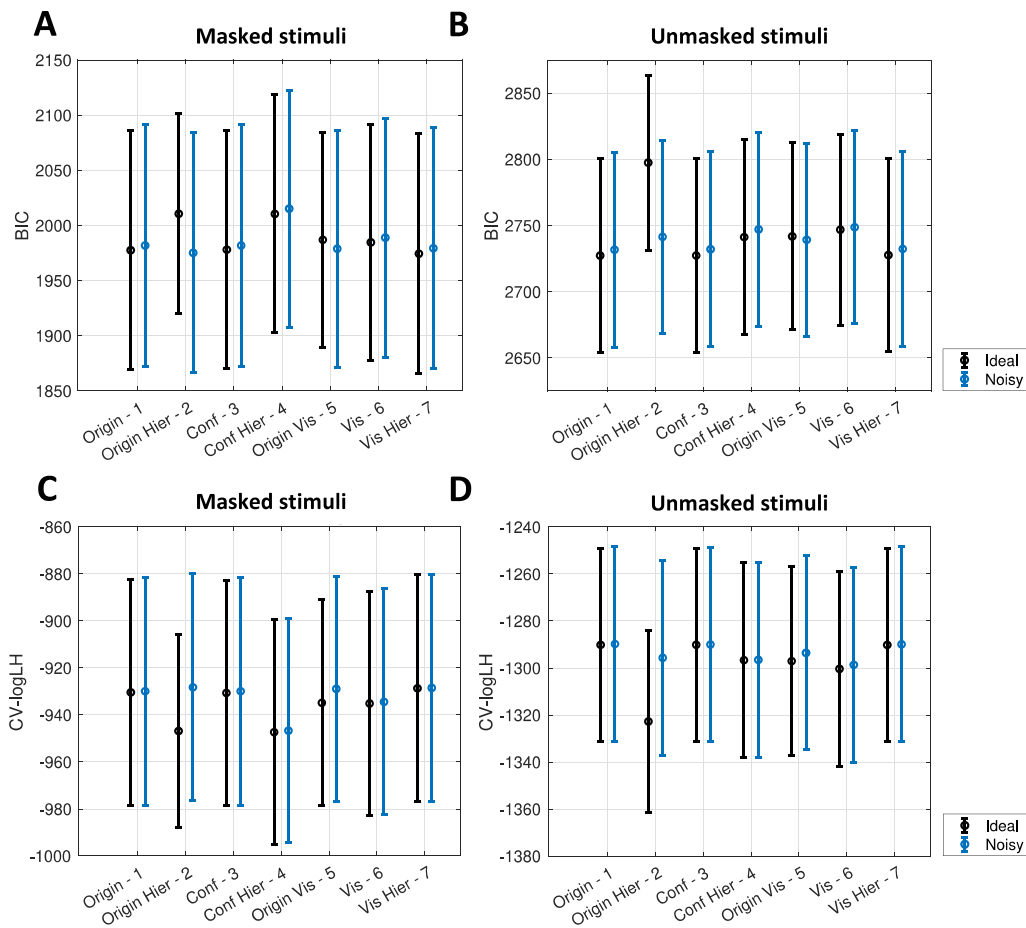 A
Masked stimuli
BIC
2150
2100
2050
2000
1950
1900
1850
Origin - 1
Origin Hier - 2
Conf - 3
Conf Hier - 4
Origin Vis - 5
Vis - 6
Vis Hier - 7
B
Unmasked stimuli
BIC
2850
2800
2750
2700
2650
Origin - 1
Origin Hier - 2
Conf - 3
Conf Hier - 4
Origin Vis - 5
Vis - 6
Vis Hier - 7
Ideal
Noisy
C
Masked stimuli
CV-logLH
-860
-880
-900
-920
-940
-960
-980
-1000
Origin - 1
Origin Hier - 2
Conf - 3
Conf Hier - 4
Origin Vis - 5
Vis - 6
Vis Hier - 7
D
Unmasked stimuli
CV-logLH
-1240
-1260
-1280
-1300
-1320
-1340
-1360
-1380
Origin - 1
Origin Hier - 2
Conf - 3
Conf Hier - 4
Origin Vis - 5
Vis - 6
Vis Hier - 7
Ideal
Noisy